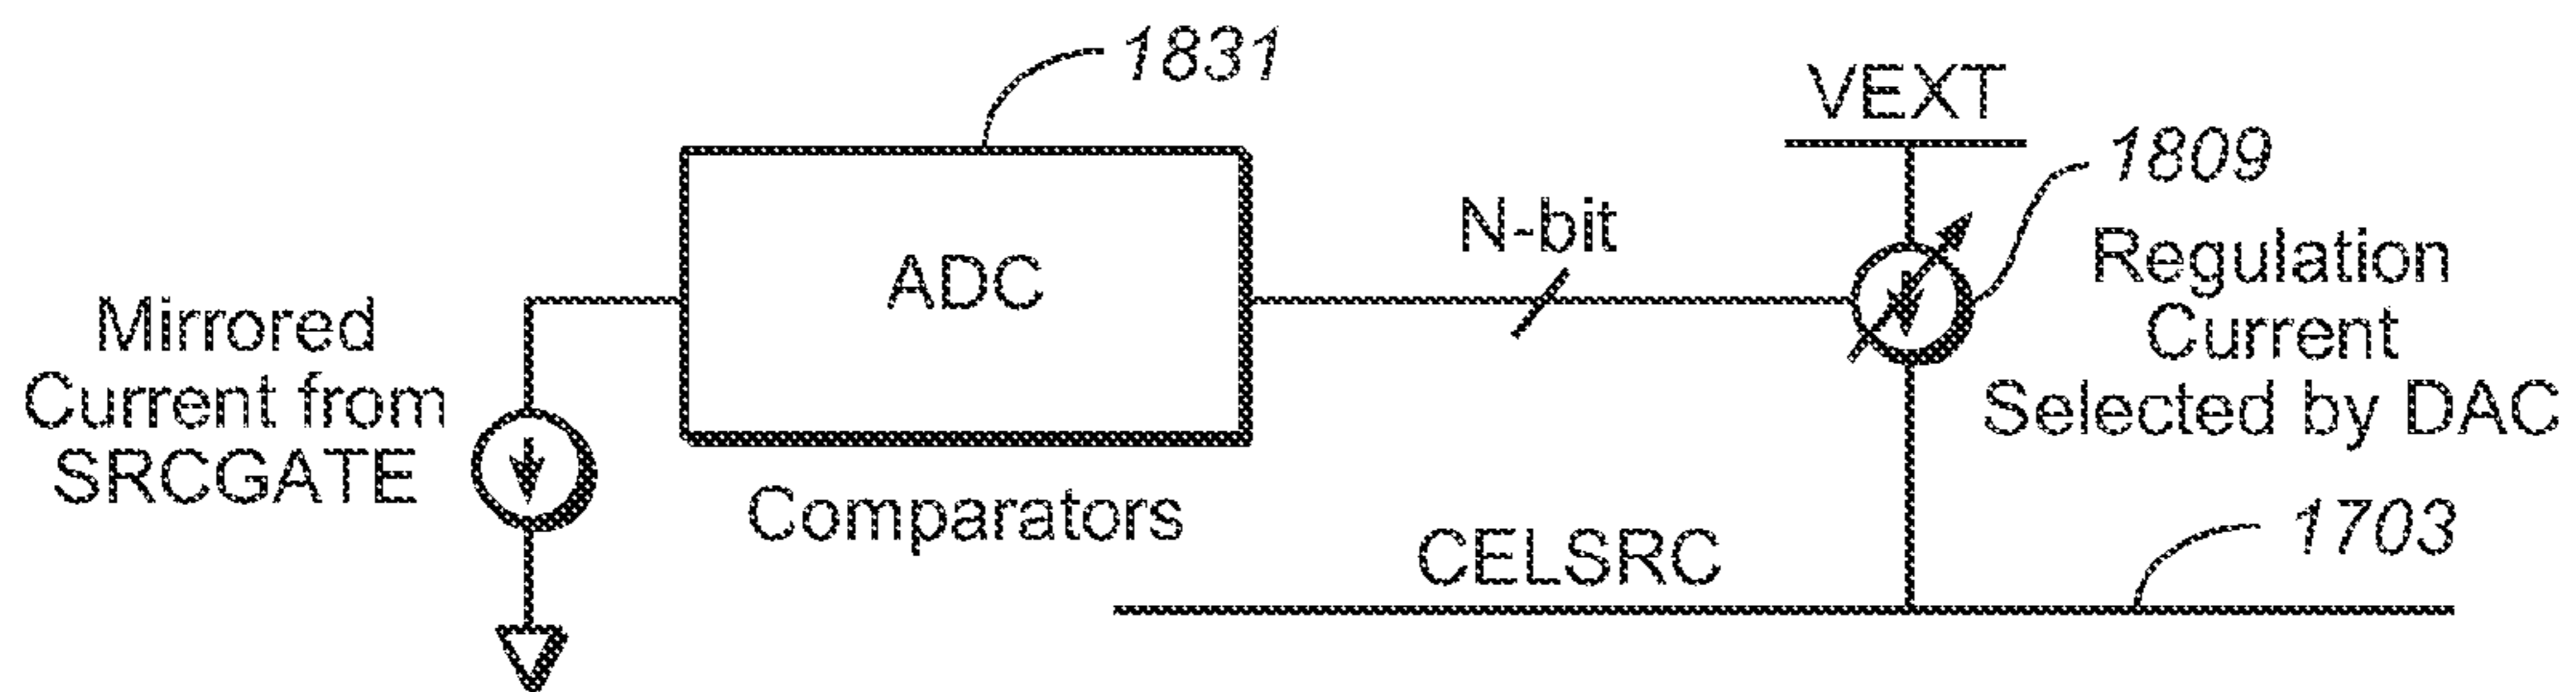 1831
VEXT
1809
N-bit
ADC
Regulation
Current
Selected by DAC
Mirrored
Current from
SRCGATE
Comparators
CELSRC
1703